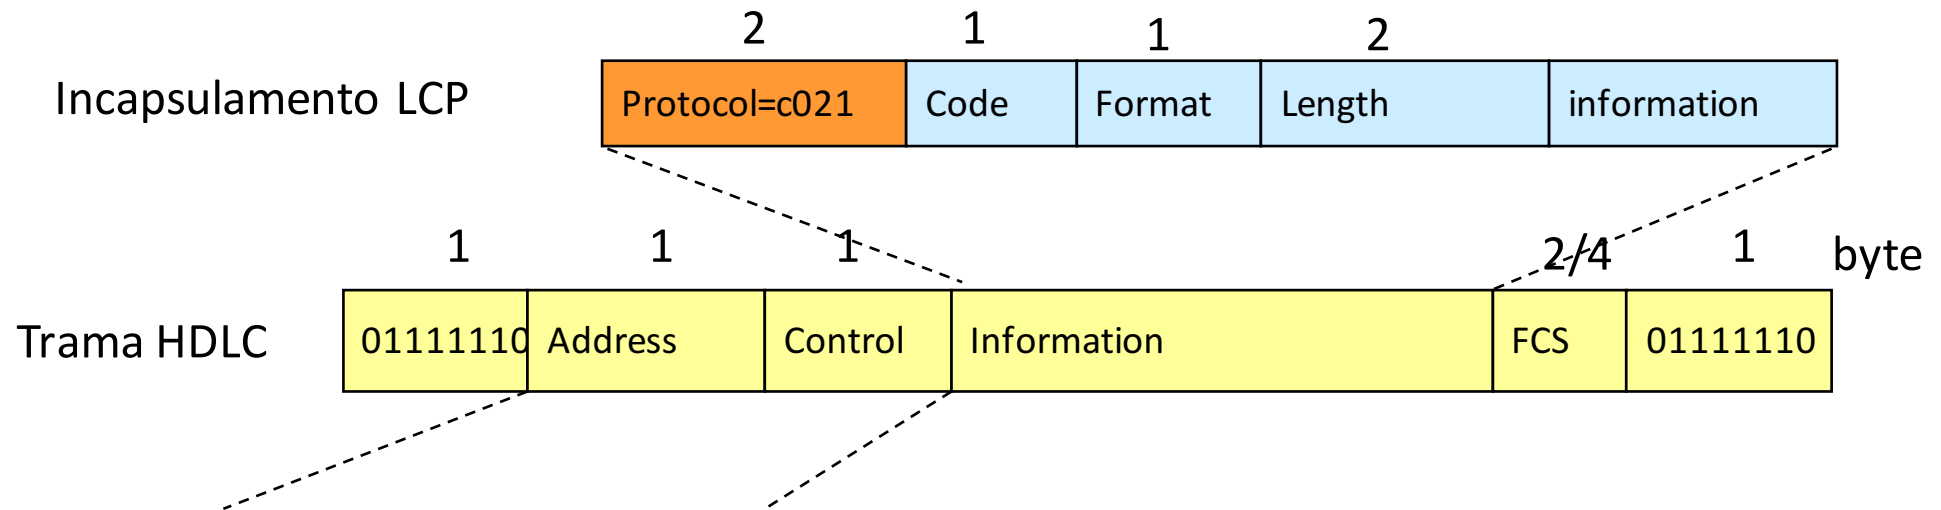 2 1 1 2
Incapsulamento LCP Protocol=c021 Code Format Length information
1 1 1 2/4 1 byte
Trama HDLC 01111110 Address Control Information FCS 01111110